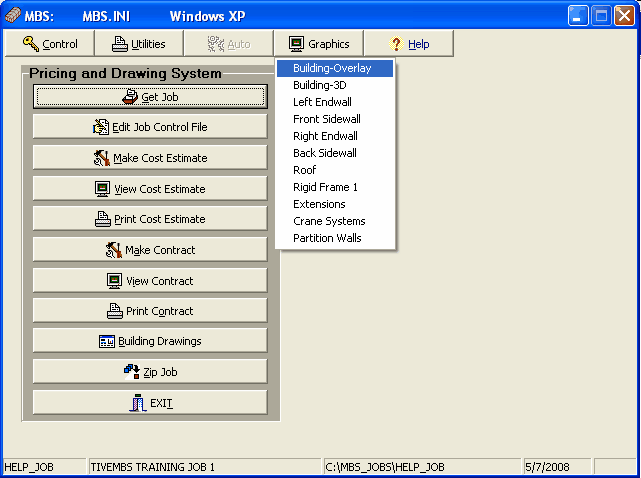 MBS: MBS.INI Windows XP
Control Utilities Auto Graphics Help
Building-Overlay
Building-3D
Left Endwall
Front Sidewall
Right Endwall
Back Sidewall
Roof
Rigid Frame 1
Extensions
Crane Systems
Partition Walls
Pricing and Drawing System
Get Job
Edit Job Control File
Make Cost Estimate
View Cost Estimate
Print Cost Estimate
Make Contract
View Contract
Print Contract
Building Drawings
Zip Job
EXIT
HELP_JOB TIVEMBS TRAINING JOB 1 C:\MBS_JOBS\HELP_JOB 5/7/2008